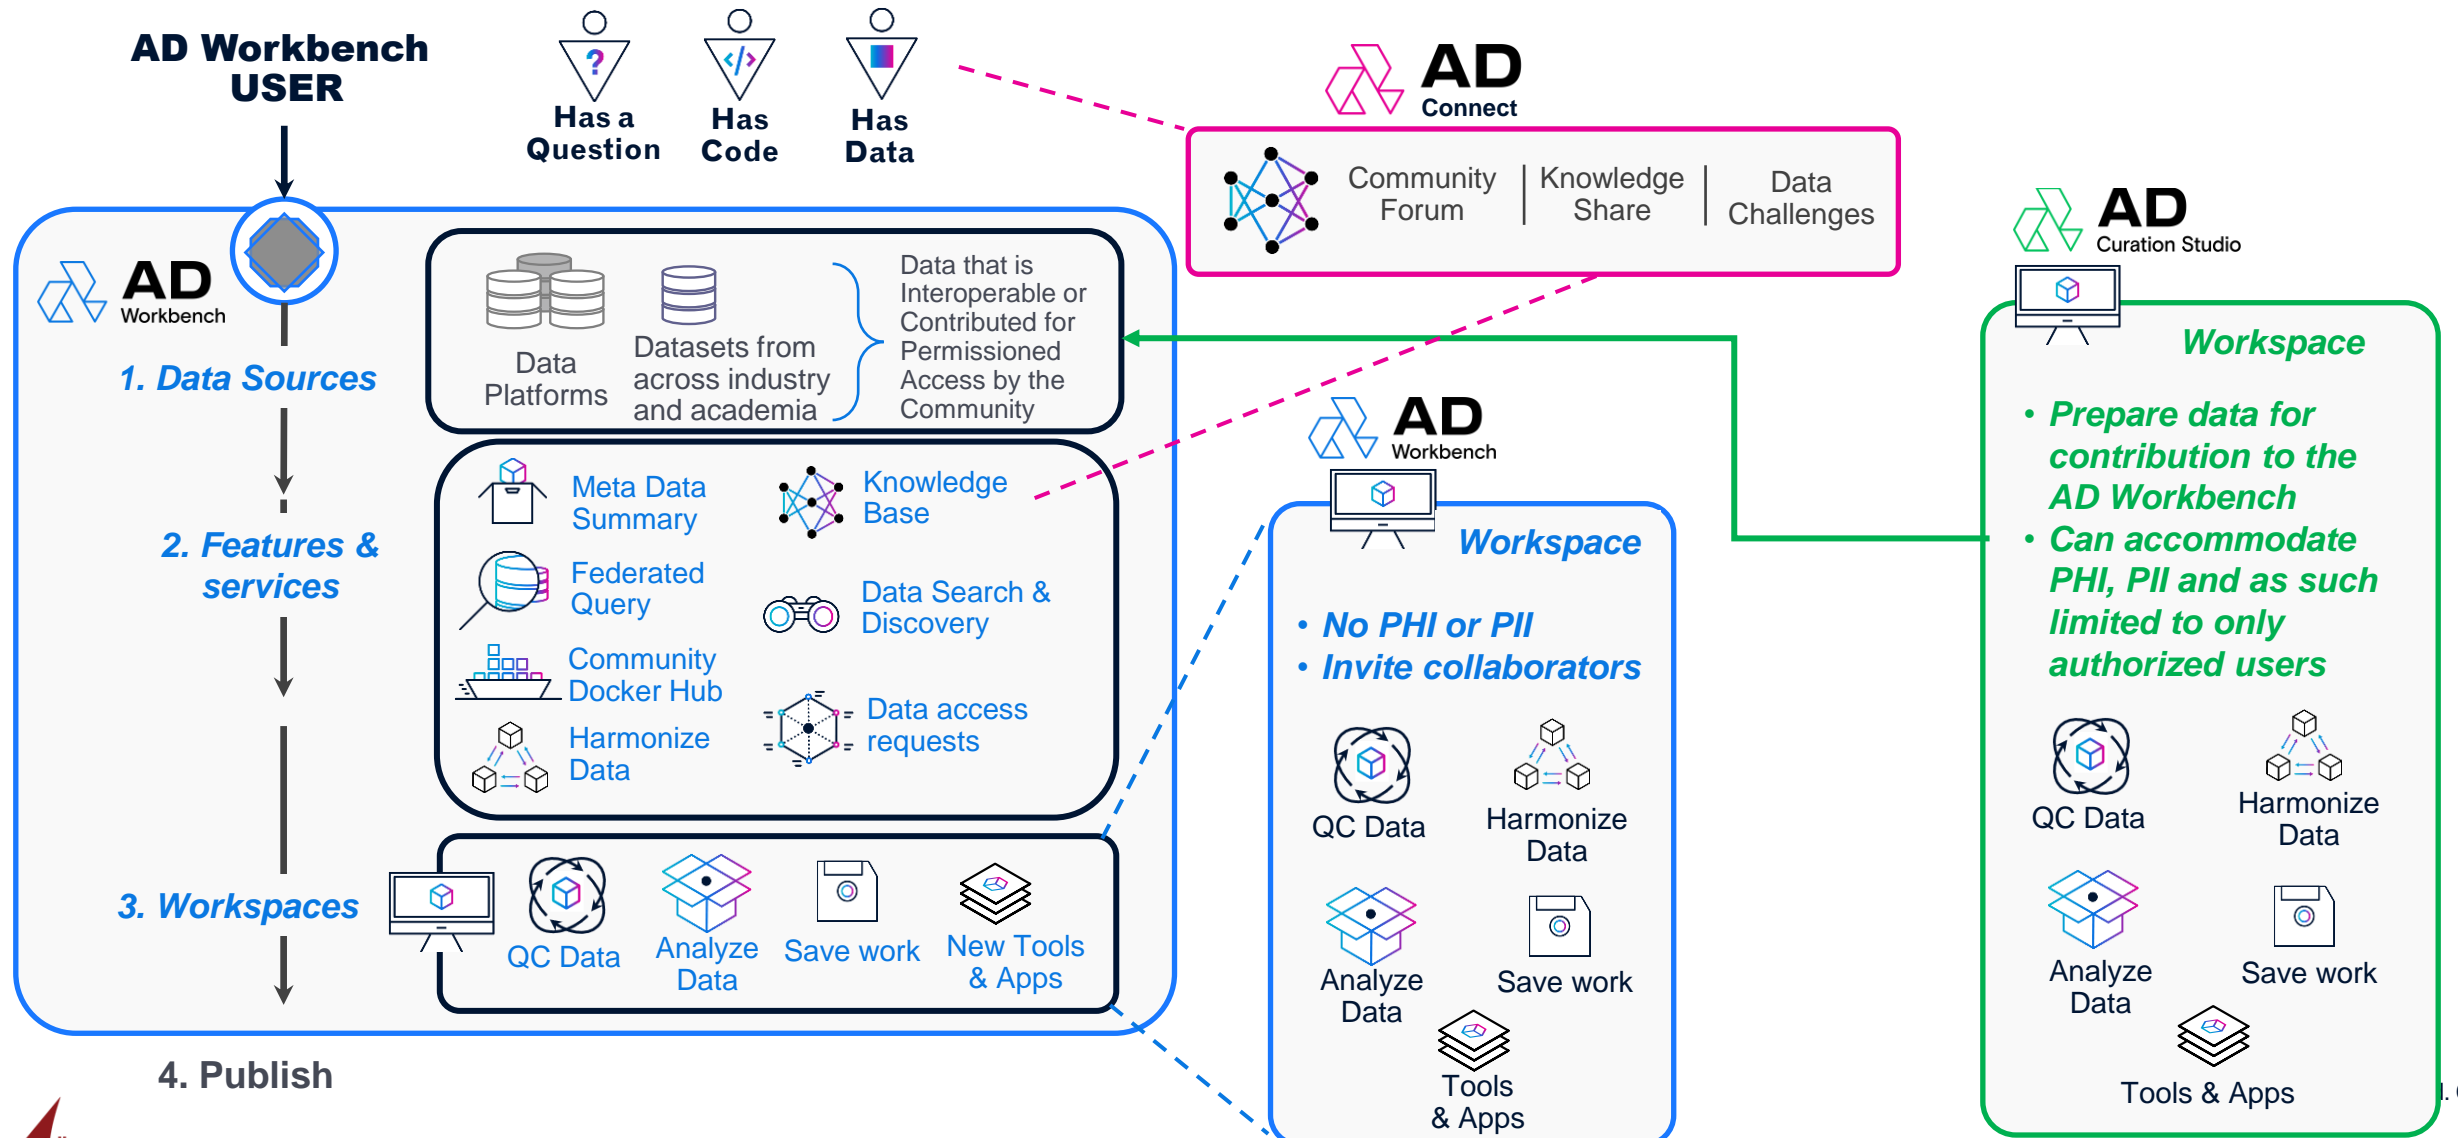 AD Workbench
USER
?
</>
Has a
Question
Has
Code
Has
Data
AD
Connect
Community
Forum
Knowledge
Share
Data
Challenges
AD
Curation Studio
AD
Workbench
1. Data Sources
Data
Platforms
Datasets from
across industry
and academia
Data that is
Interoperable or
Contributed for
Permissioned
Access by the
Community
2. Features &
services
Meta Data
Summary
Knowledge
Base
Federated
Query
Data Search &
Discovery
Community
Docker Hub
Data access
requests
Harmonize
Data
3. Workspaces
QC Data
Analyze
Data
Save work
New Tools
& Apps
4. Publish
AD
Workbench
Workspace
• No PHI or PII
• Invite collaborators
QC Data
Harmonize
Data
Analyze
Data
Save work
Tools
& Apps
Workspace
• Prepare data for
contribution to the
AD Workbench
• Can accommodate
PHI, PII and as such
limited to only
authorized users
QC Data
Harmonize
Data
Analyze
Data
Save work
Tools & Apps